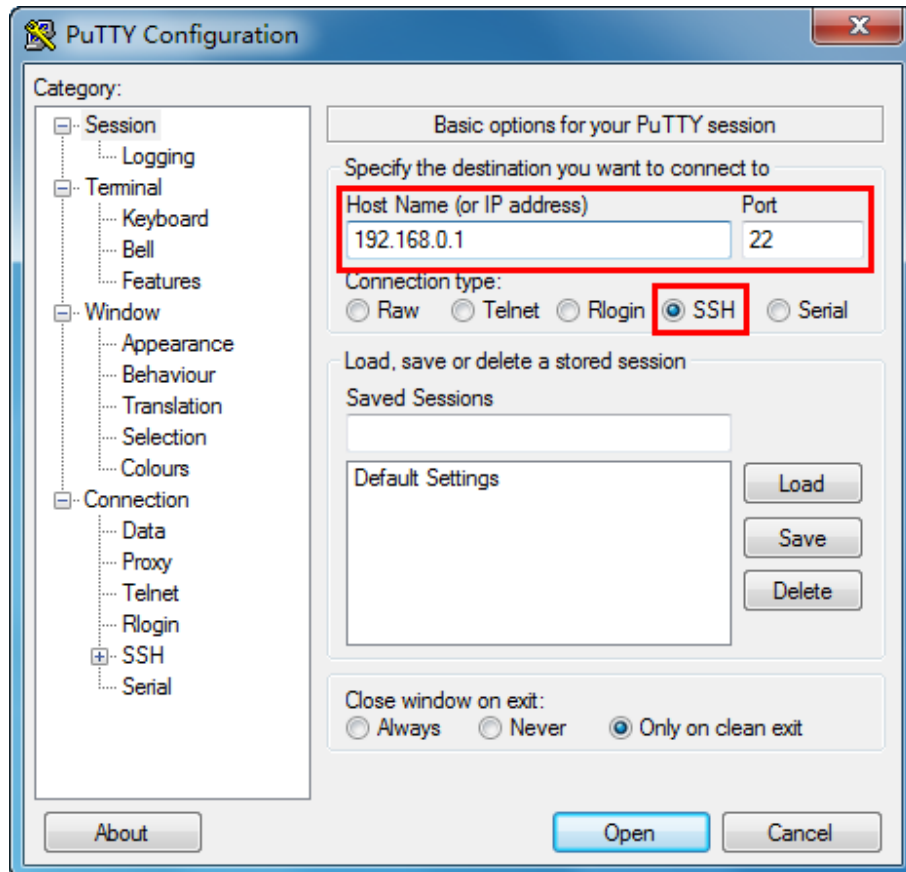 PuTTY Configuration
Category:
Session
Logging
Terminal
Keyboard
Bell
Features
Window
Appearance
Behaviour
Translation
Selection
Colours
Connection
Data
Proxy
Telnet
Rlogin
SSH
Serial
Basic options for your PuTTY session
Specify the destination you want to connect to
Host Name (or IP address) Port
192.168.0.1 22
Connection type:
Raw Telnet Rlogin SSH Serial
Load, save or delete a stored session
Saved Sessions
Default Settings
Load
Save
Delete
Close window on exit:
Always Never Only on clean exit
About Open Cancel